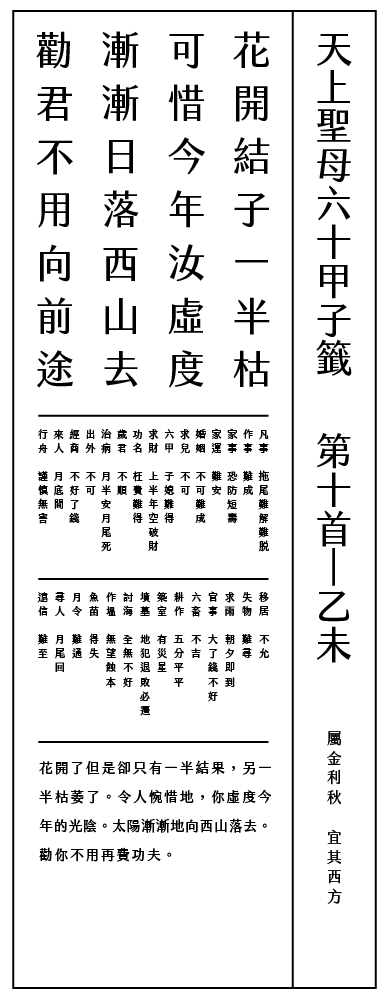 天上聖母六十甲子籤 第十首—乙未
屬金利秋 宜其西方
花開結子一半枯
可惜今年汝虛度
漸漸日落西山去
勸君不用向前途
凡事 拖尾難解難脫
作事 難成
家事 恐防短壽
家運 難安
婚姻 不可難成
求兒 不可
六甲 子媳難得
求財 上半年空破財
功名 枉費難得
歲君 不順
治病 月半安月尾死
出外 不可
經商 不好了錢
來人 月底間
行舟 謹慎無害
移居 不允
失物 難尋
求雨 朝夕即到
官事 大了錢不好
六畜 不吉
耕作 五分平平
築室 有災星
墳墓 地犯退敗必遷
討海 全無不好
作塭 無望蝕本
魚苗 得失
月令 難過
尋人 月尾回
遠信 難至
花開了但是卻只有一半結果，另一
半枯萎了。令人惋惜地，你虛度今
年的光陰。太陽漸漸地向西山落去。
勸你不用再費功夫。